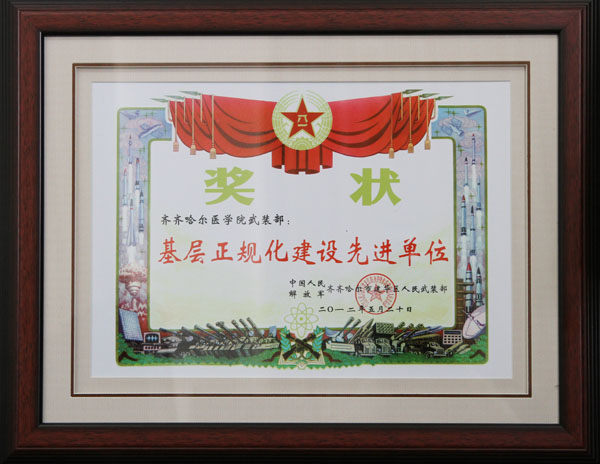 奖状
齐齐哈尔医学院武装部：
基层正规化建设先进单位
中国人民
解放军
齐齐哈尔市建华区人民武装部
二〇一二年五月二十日